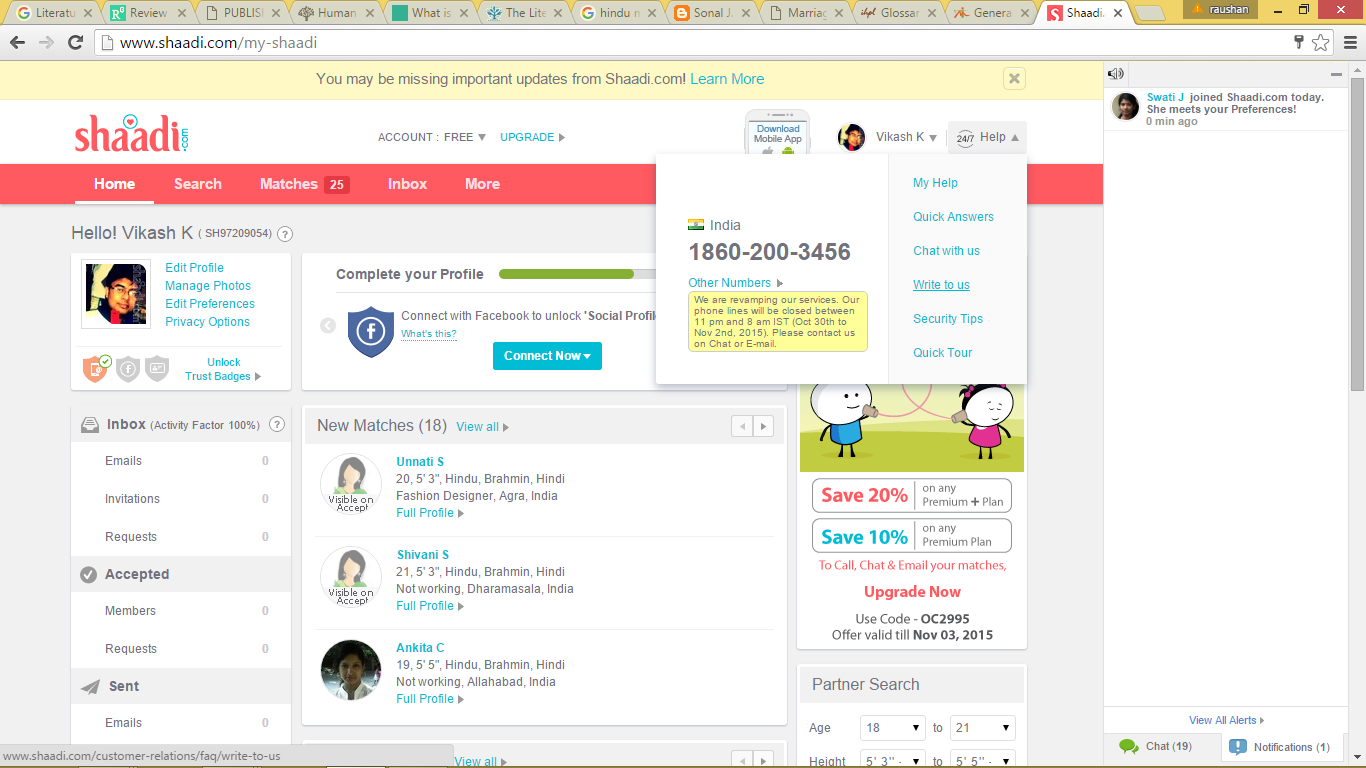 Literatu
Review
PUBLISH
Human
What is
The Lite
hindu m
Sonal J
Marriag
Glossar
Genera
Shaadi.
raushan
www.shaadi.com/my-shaadi
You may be missing important updates from Shaadi.com! Learn More
shaadi.com
ACCOUNT : FREE UPGRADE
Download
Mobile App
Vikash K
24/7 Help
Home Search Matches 25 Inbox More
Hello! Vikash K ( SH97209054) ?
Edit Profile
Manage Photos
Edit Preferences
Privacy Options
Unlock
Trust Badges
Complete your Profile
Connect with Facebook to unlock 'Social Profil
What's this?
Connect Now
India
1860-200-3456
Other Numbers
We are revamping our services. Our
phone lines will be closed between
11 pm and 8 am IST (Oct 30th to
Nov 2nd, 2015). Please contact us
on Chat or E-mail.
My Help
Quick Answers
Chat with us
Write to us
Security Tips
Quick Tour
Inbox (Activity Factor 100%) ?
Emails 0
Invitations 0
Requests 0
Accepted
Members 0
Requests 0
Sent
Emails 0
New Matches (18) View all
Visible on
Accept
Unnati S
20, 5' 3", Hindu, Brahmin, Hindi
Fashion Designer, Agra, India
Full Profile
Visible on
Accept
Shivani S
21, 5' 3", Hindu, Brahmin, Hindi
Not working, Dharamasala, India
Full Profile
Ankita C
19, 5' 5", Hindu, Brahmin, Hindi
Not working, Allahabad, India
Full Profile
View all
Save 20% on any
Premium + Plan
Save 10% on any
Premium Plan
To Call, Chat & Email your matches,
Upgrade Now
Use Code - OC2995
Offer valid till Nov 03, 2015
Partner Search
Age 18 to 21
Height 5' 3" - to 5' 5" -
Swati J joined Shaadi.com today.
She meets your Preferences!
0 min ago
View All Alerts
Chat (19)
Notifications (1)
www.shaadi.com/customer-relations/faq/write-to-us